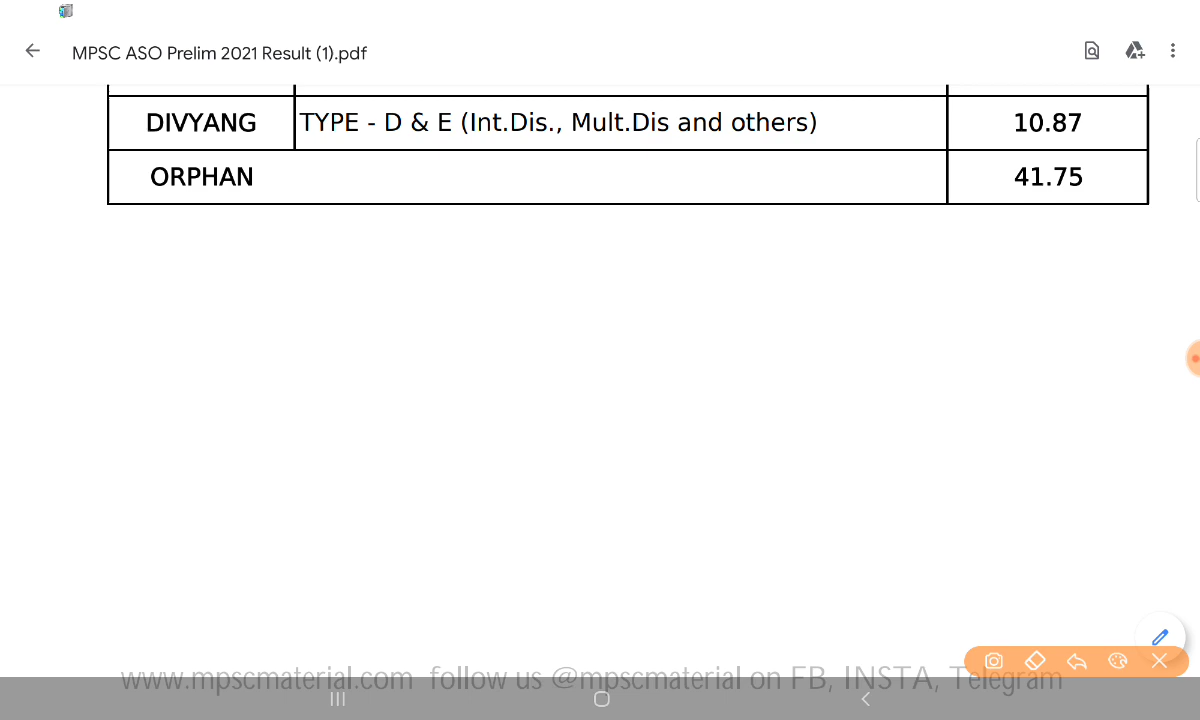 MPSC ASO Prelim 2021 Result (1).pdf
DIVYANG TYPE - D & E (Int.Dis., Mult.Dis and others) 10.87
ORPHAN 41.75
www.mpscmaterial.com follow us @mpscmaterial on FB, INSTA, Telegram